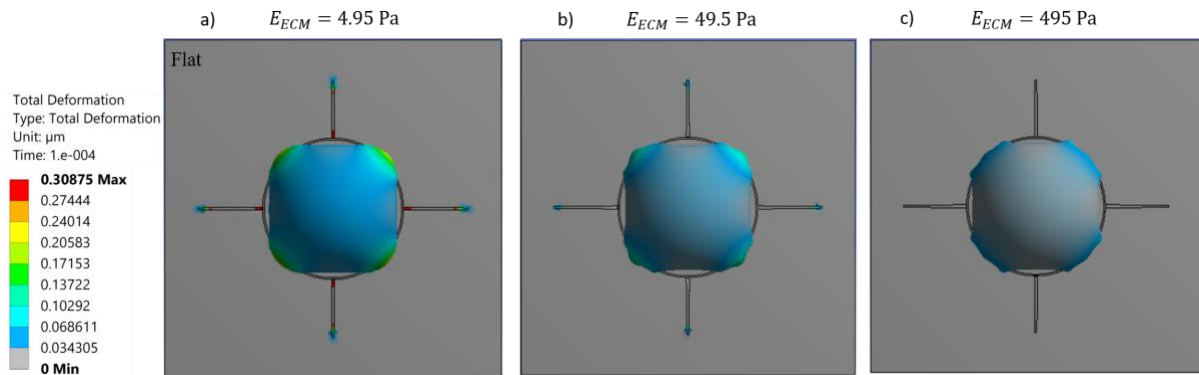 a) E_ECM = 4.95 Pa
b) E_ECM = 49.5 Pa
c) E_ECM = 495 Pa
Flat
Total Deformation
Type: Total Deformation
Unit: µm
Time: 1.e-004
0.30875 Max
0.27444
0.24014
0.20583
0.17153
0.13722
0.10292
0.068611
0.034305
0 Min